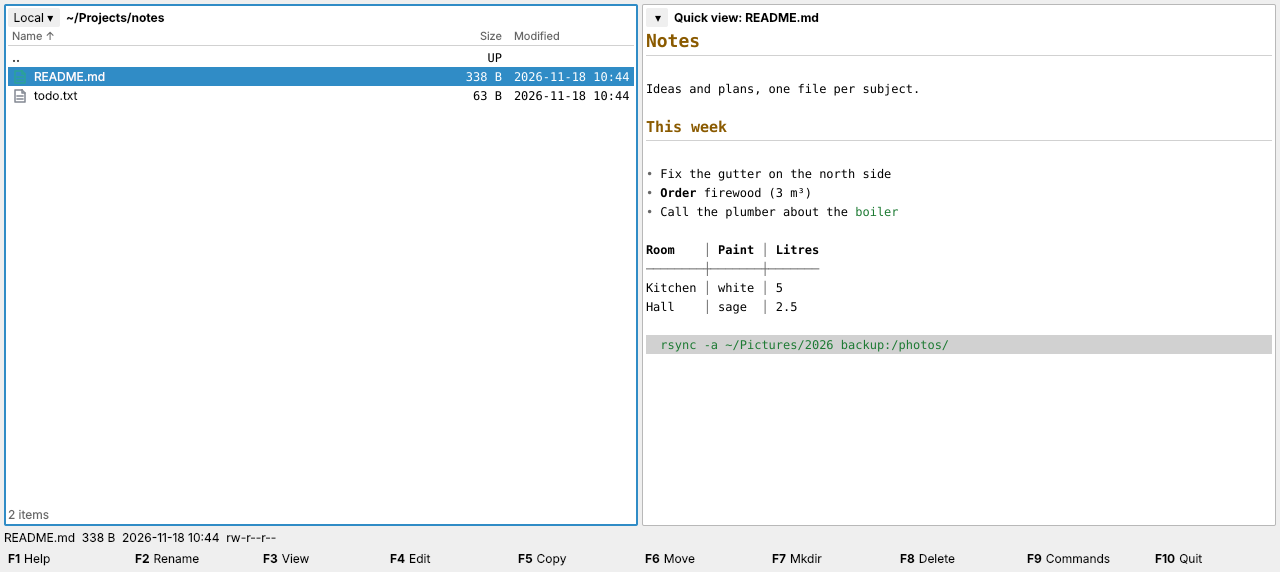 Local ▾ ~/Projects/notes
Name ↑ Size Modified
.. UP
README.md 338 B 2026-11-18 10:44
todo.txt 63 B 2026-11-18 10:44
2 items
▾ Quick view: README.md
Notes
Ideas and plans, one file per subject.
This week
• Fix the gutter on the north side
• Order firewood (3 m³)
• Call the plumber about the boiler
Room │ Paint │ Litres
Kitchen │ white │ 5
Hall │ sage │ 2.5
rsync -a ~/Pictures/2026 backup:/photos/
README.md 338 B 2026-11-18 10:44 rw-r--r--
F1 Help F2 Rename F3 View F4 Edit F5 Copy F6 Move F7 Mkdir F8 Delete F9 Commands F10 Quit